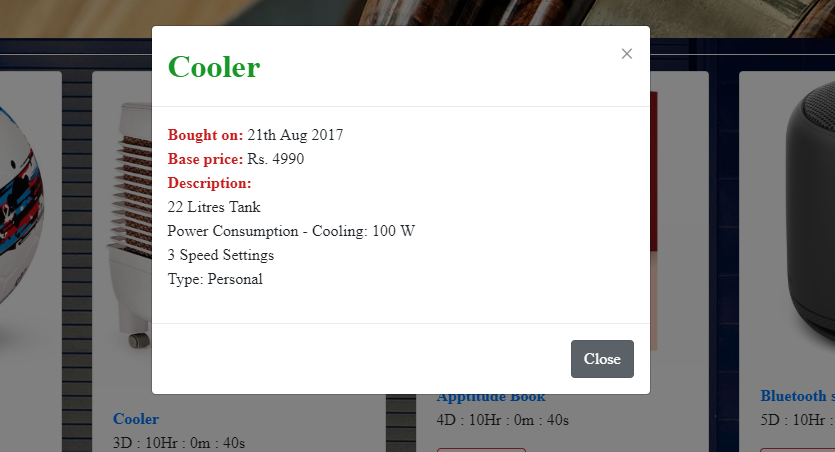 Cooler
×
Bought on: 21th Aug 2017
Base price: Rs. 4990
Description:
22 Litres Tank
Power Consumption - Cooling: 100 W
3 Speed Settings
Type: Personal
Close
Cooler
3D : 10Hr : 0m : 40s
Apptitude Book
4D : 10Hr : 0m : 40s
Bluetooth s
5D : 10Hr : 0m :